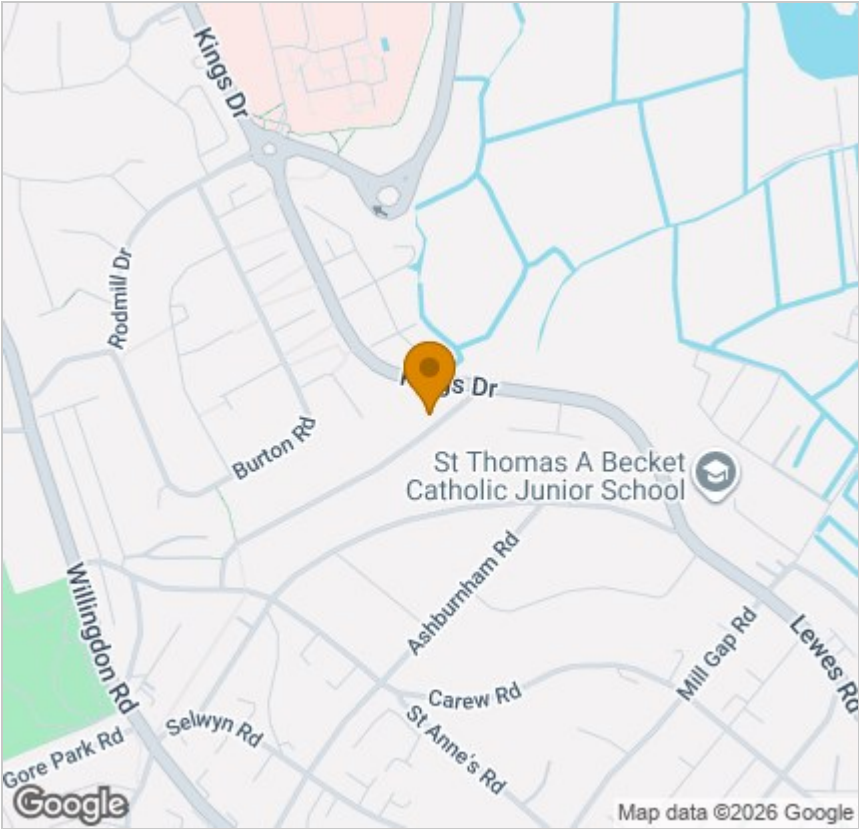 Kings Dr
Rodmill Dr
Kings Dr
Burton Rd
St Thomas A Becket
Catholic Junior School
Ashburnham Rd
Willingdon Rd
Mill Gap Rd
Lewes Rd
Carew Rd
Selwyn Rd
St Anne's Rd
Gore Park Rd
Google
Map data ©2026 Google